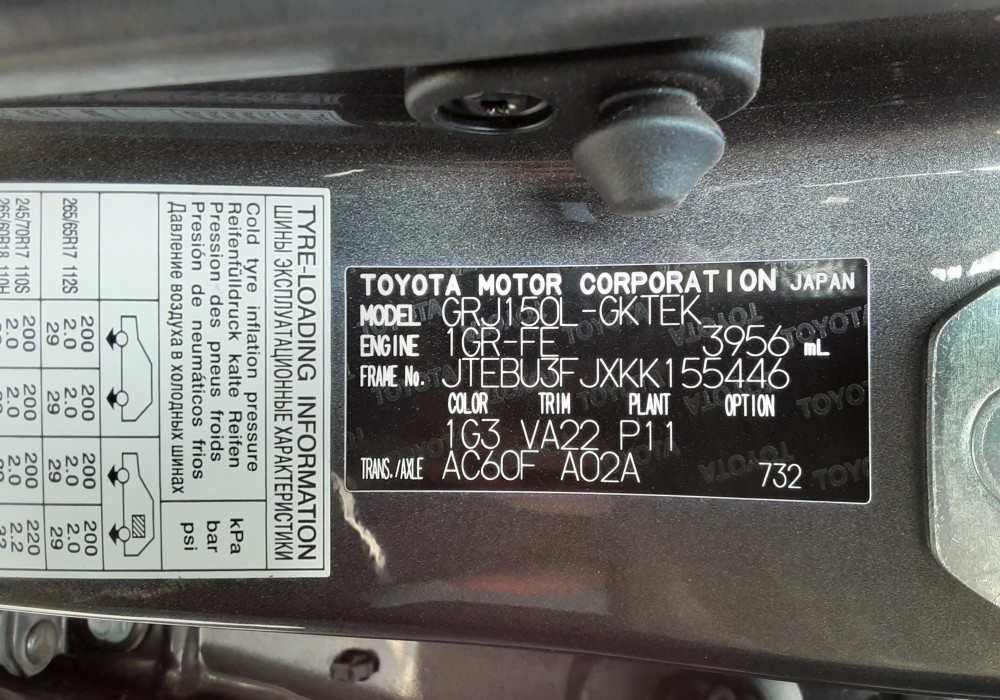 TOYOTA MOTOR CORPORATION JAPAN
MODEL GRJ150L-GKTEK
ENGINE 1GR-FE 3956 mL
FRAME No. JTEBU3FJXKK155446
COLOR TRIM PLANT OPTION
1G3 VA22 P11
TRANS./AXLE AC60F A02A 732
TYRE-LOADING INFORMATION
ШИНЫ ЭКСПЛУАТАЦИОННЫЕ ХАРАКТЕРИСТИКИ
Cold tyre inflation pressure
Reifenfülldruck kalte Reifen
Pression des pneus froids
Presión de neumáticos fríos
Давление воздуха в холодных шинах
kPa
bar
psi
265/65R17 112S
200 200 200 200
2.0 2.0 2.0 2.0
29 29 29 29
245/70R17 110S
200 200 200 220
2.0 2.0 2.0 2.2
265/60R18 110H